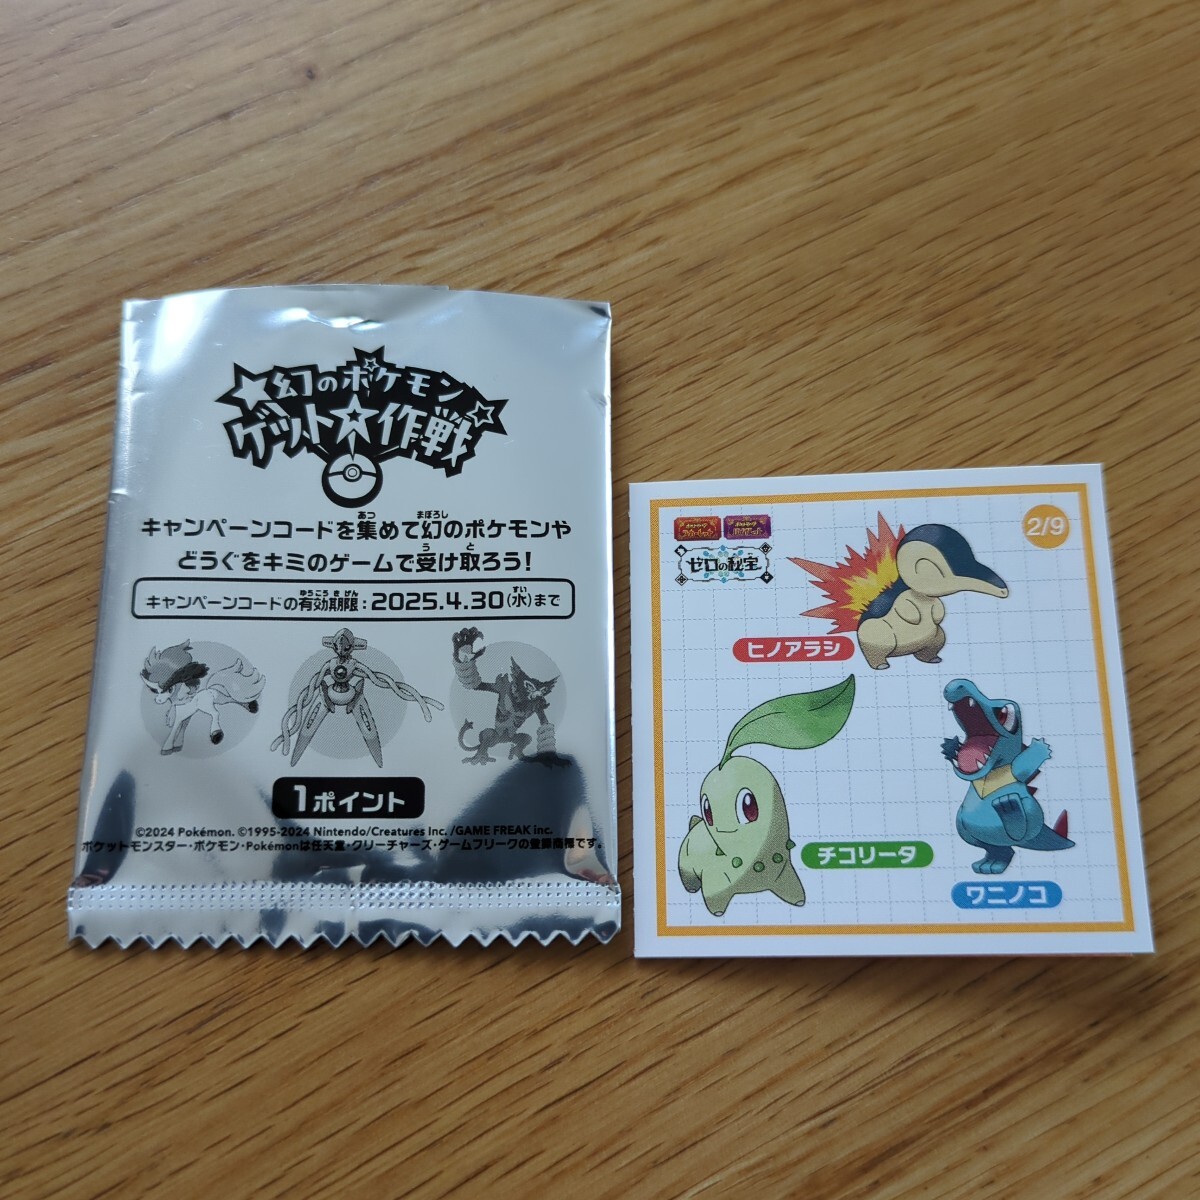 幻のポケモン
ゲット★作戦
キャンペーンコードを集めて幻のポケモンや
どうぐをキミのゲームで受け取ろう!
キャンペーンコードの有効期限:2025.4.30(水)まで
1ポイント
©2024 Pokémon. ©1995-2024 Nintendo/Creatures Inc. /GAME FREAK inc.
ポケットモンスター・ポケモン・Pokémonは任天堂・クリーチャーズ・ゲームフリークの登録商標です。
2/9
ゼロの秘宝
ヒノアラシ
チコリータ
ワニノコ